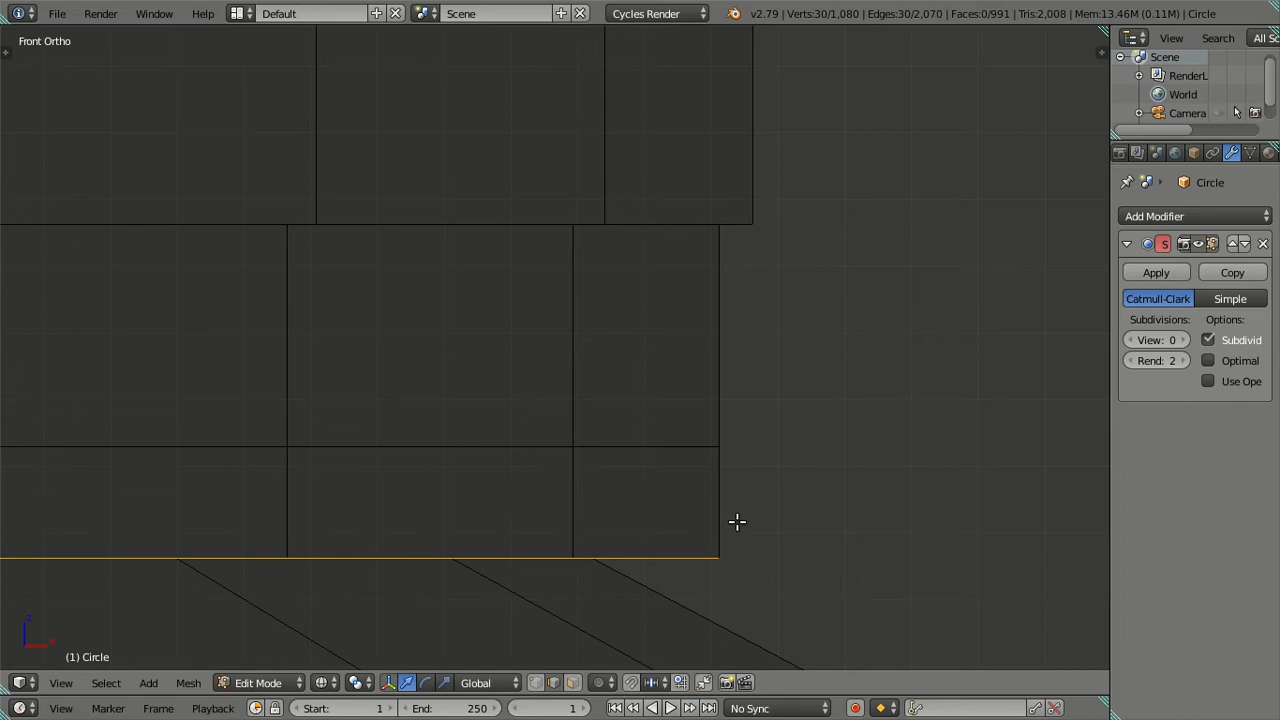 File Render Window Help Default Scene Cycles Render v2.79 | Verts:30/1,080 | Edges:30/2,070 | Faces:0/991 | Tris:2,008 | Mem:13.46M (0.11M) | Circle
Front Ortho
View Search All Sc
Scene
RenderL
World
Camera
Circle
Add Modifier
S
Apply Copy
Catmull-Clark Simple
Subdivisions: Options:
View: 0 Subdivid
Rend: 2 Optimal
Use Ope
z
x
(1) Circle
View Select Add Mesh Edit Mode Global
View Marker Frame Playback Start: 1 End: 250 1 No Sync